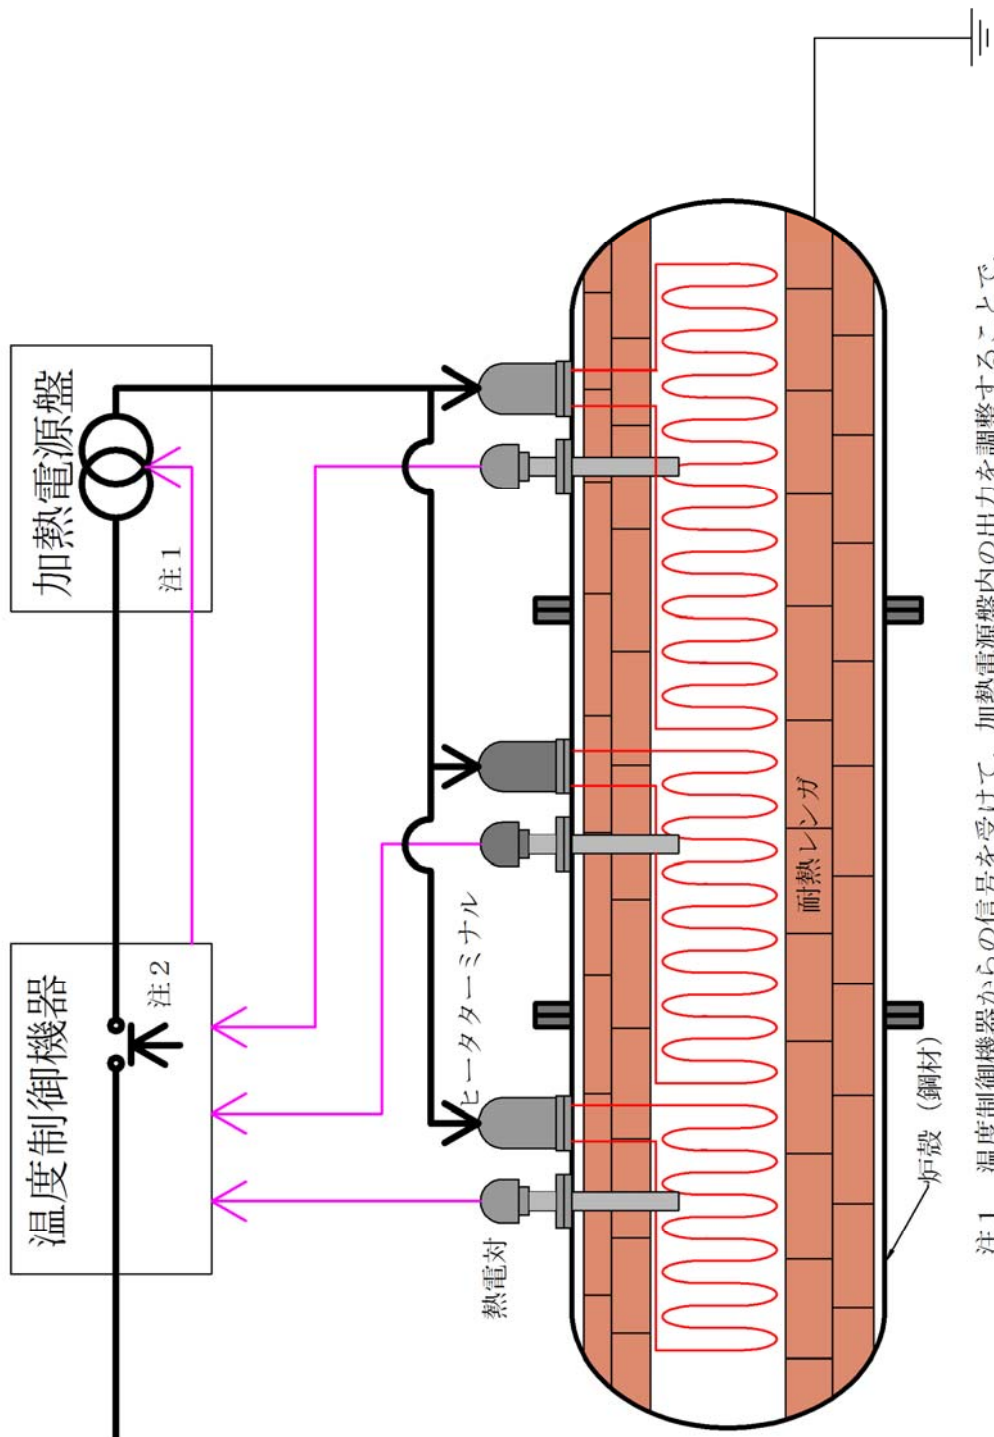 温度制御機器
注２
加熱電源盤
注１
熱電対
ヒータターミナル
耐熱レンガ
炉殻（鋼材）
注１　温度制御機器からの信号を受けて、加熱電源盤内の出力を調整することで、